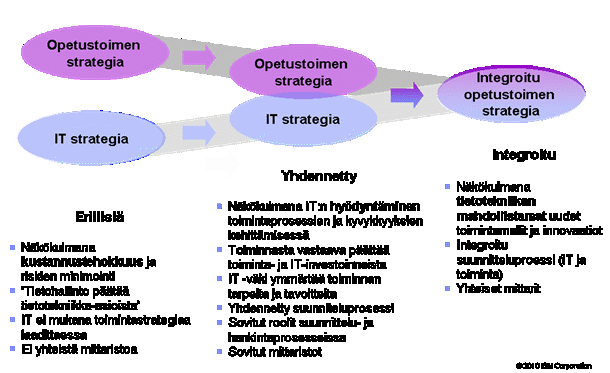 Opetustoimen
strategia
Opetustoimen
strategia
Integroitu
opetustoimen
strategia
IT strategia
IT strategia
Erillisiä
Näkökulmana
kustannustehokkuus ja
riskien minimointi
"Tietohallinto päättää
tietotekniikka-asioista"
IT ei mukana toimintastrategiaa
laadittaessa
Ei yhteistä mittaristoa
Yhdennetty
Näkökulmana IT:n hyödyntäminen
toimintaprosessien ja kyvykkyyksien
kehittämisessä
Toiminnasta vastaava päättää
toiminta- ja IT-investoinneista
IT -väki ymmärtää toiminnan
tarpeita ja tavoitteita
Yhdennetty suunnitteluprosessi
Sovitut roolit suunnittelu- ja
hankintaprosesseissa
Sovitut mittaristot
Integroitu
Näkökulmana
tietotekniikan
mahdollistamat uudet
toimintamallit ja innovaatiot
Integroitu
suunnitteluproessi (IT ja
toiminta)
Yhteiset mittarit
©2010 IBM Corporation